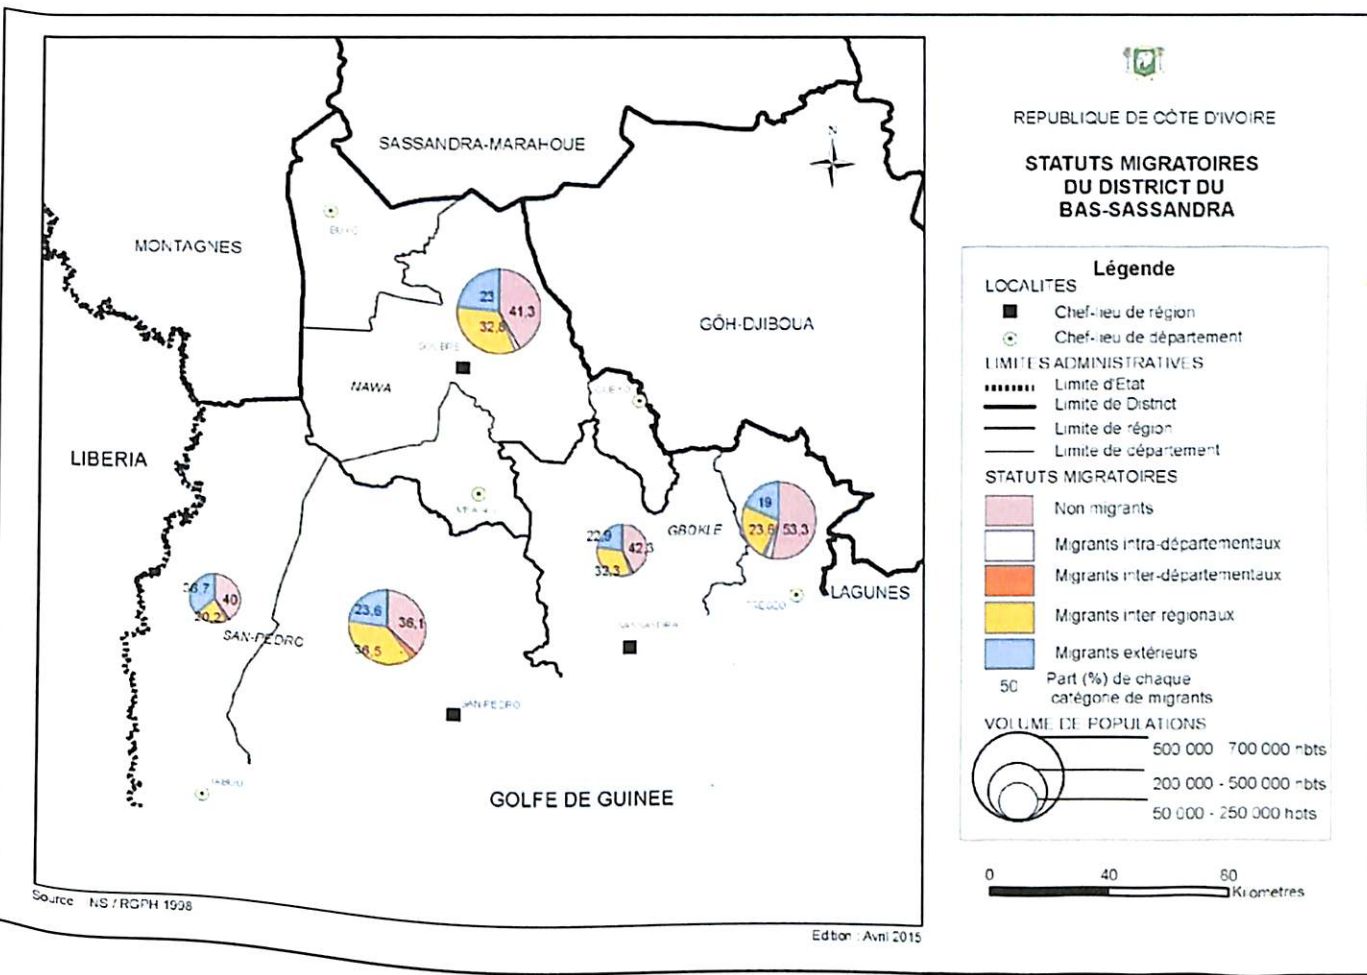 SASSANDRA-MARAHOUE
N
MONTAGNES
BUYO
GÔH-DJIBOUA
23
41,3
32,8
NAWA
LIBERIA
GBOKLE
19
23,6
53,3
22,9
42,3
33,3
LAGUNES
36,7
40
20,2
SAN-PEDRO
23,6
36,1
36,5
SASSANDRA
SAN-PEDRO
TABOU
GOLFE DE GUINEE
Source INS / RGPH 1998
Edition : Avril 2015
REPUBLIQUE DE CÔTE D'IVOIRE
STATUTS MIGRATOIRES
DU DISTRICT DU
BAS-SASSANDRA
Légende
LOCALITES
Chef-lieu de région
Chef-lieu de département
LIMITES ADMINISTRATIVES
Limite d'Etat
Limite de District
Limite de région
Limite de département
STATUTS MIGRATOIRES
Non migrants
Migrants intra-départementaux
Migrants inter-départementaux
Migrants inter régionaux
Migrants extérieurs
50 Part (%) de chaque
catégorie de migrants
VOLUME DE POPULATIONS
500 000 - 700 000 hbts
200 000 - 500 000 hbts
50 000 - 250 000 hbts
0 40 80
Kilometres